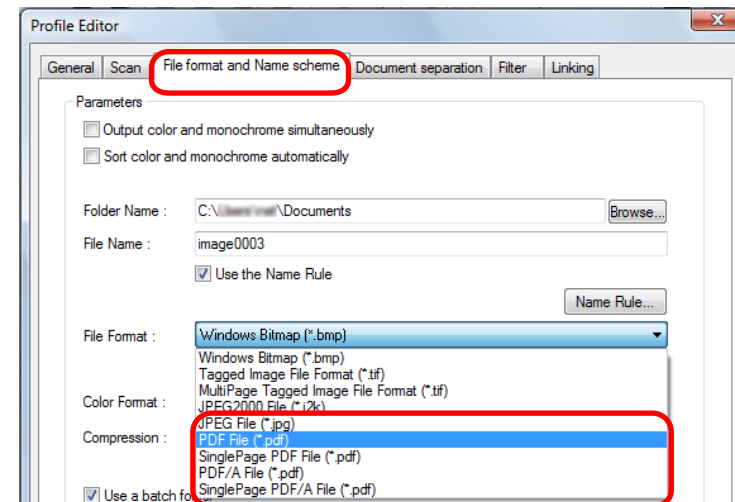 Profile Editor
General Scan File format and Name scheme Document separation Filter Linking
Parameters
Output color and monochrome simultaneously
Sort color and monochrome automatically
Folder Name : C:\ \Documents Browse...
File Name : image0003
Use the Name Rule
Name Rule...
File Format : Windows Bitmap (*.bmp)
Windows Bitmap (*.bmp)
Tagged Image File Format (*.tif)
MultiPage Tagged Image File Format (*.tif)
Color Format : JPEG2000 File (*.j2k)
JPEG File (*.jpg)
Compression : PDF File (*.pdf)
SinglePage PDF File (*.pdf)
PDF/A File (*.pdf)
Use a batch SinglePage PDF/A File (*.pdf)